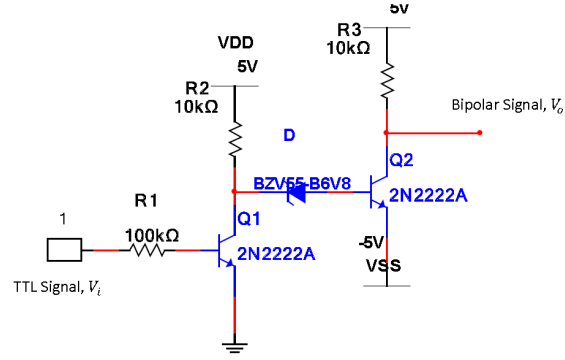 5V
R3
10kΩ
VDD
5V
R2
10kΩ
Bipolar Signal, Vₒ
D
Q2
BZV55-B6V8
2N2222A
R1
1
Q1
100kΩ
2N2222A
-5V
VSS
TTL Signal, Vᵢ